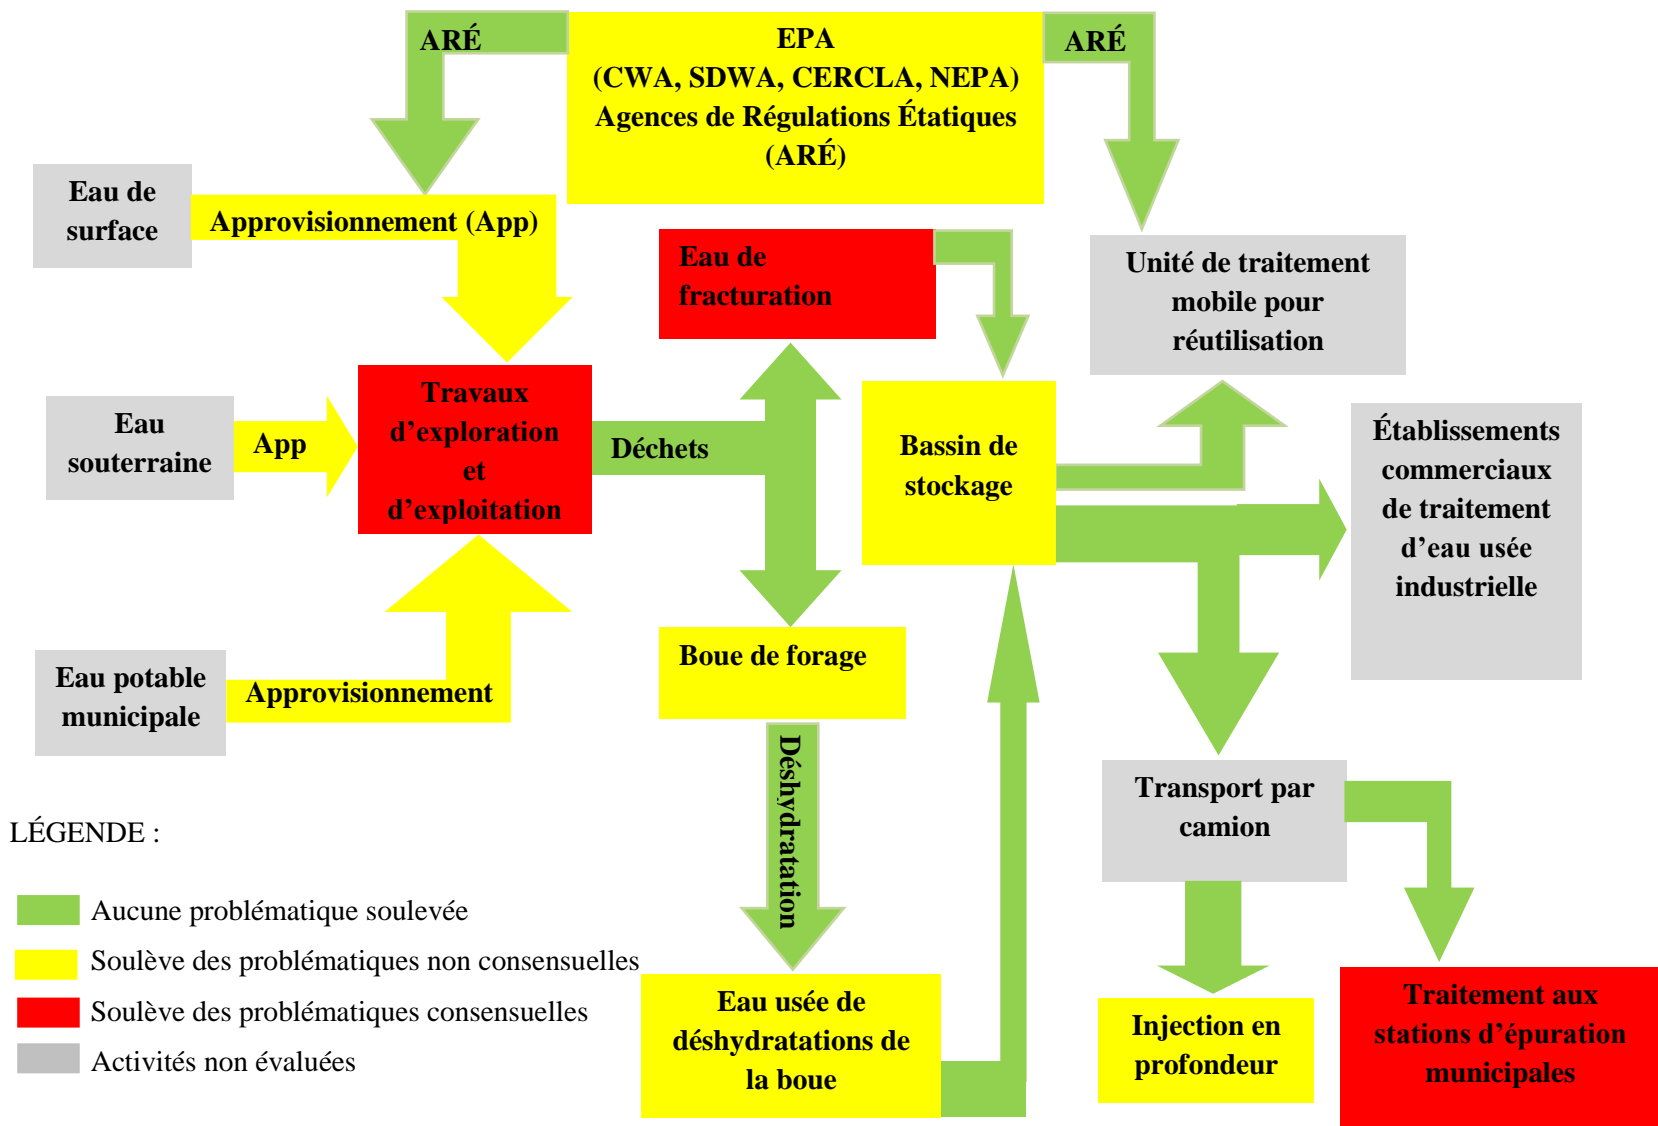 ARÉ
EPA
(CWA, SDWA, CERCLA, NEPA)
Agences de Régulations Étatiques
(ARÉ)
ARÉ
Eau de
surface
Approvisionnement (App)
Eau de
fracturation
Unité de traitement
mobile pour
réutilisation
Eau
souterraine
App
Travaux
d’exploration
et
d’exploitation
Déchets
Bassin de
stockage
Établissements
commerciaux
de traitement
d’eau usée
industrielle
Eau potable
municipale
Approvisionnement
Boue de forage
Déshydratation
Transport par
camion
LÉGENDE :
Aucune problématique soulevée
Soulève des problématiques non consensuelles
Soulève des problématiques consensuelles
Activités non évaluées
Eau usée de
déshydratations de
la boue
Injection en
profondeur
Traitement aux
stations d’épuration
municipales